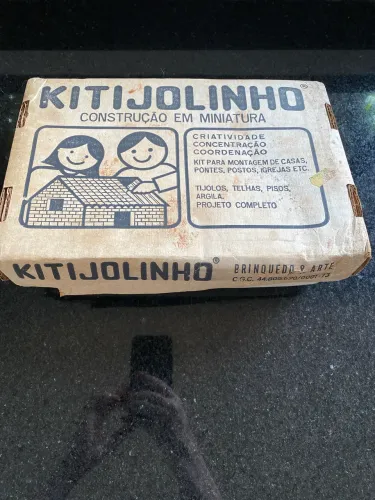 KITIJOLINHO®
CONSTRUÇÃO EM MINIATURA
CRIATIVIDADE
CONCENTRAÇÃO
COORDENAÇÃO
KIT PARA MONTAGEM DE CASAS,
PONTES, POSTOS, IGREJAS ETC.
TIJOLOS, TELHAS, PISOS,
ARGILA,
PROJETO COMPLETO
KITIJOLINHO®
BRINQUEDO 9 ARTE
C.G.C.